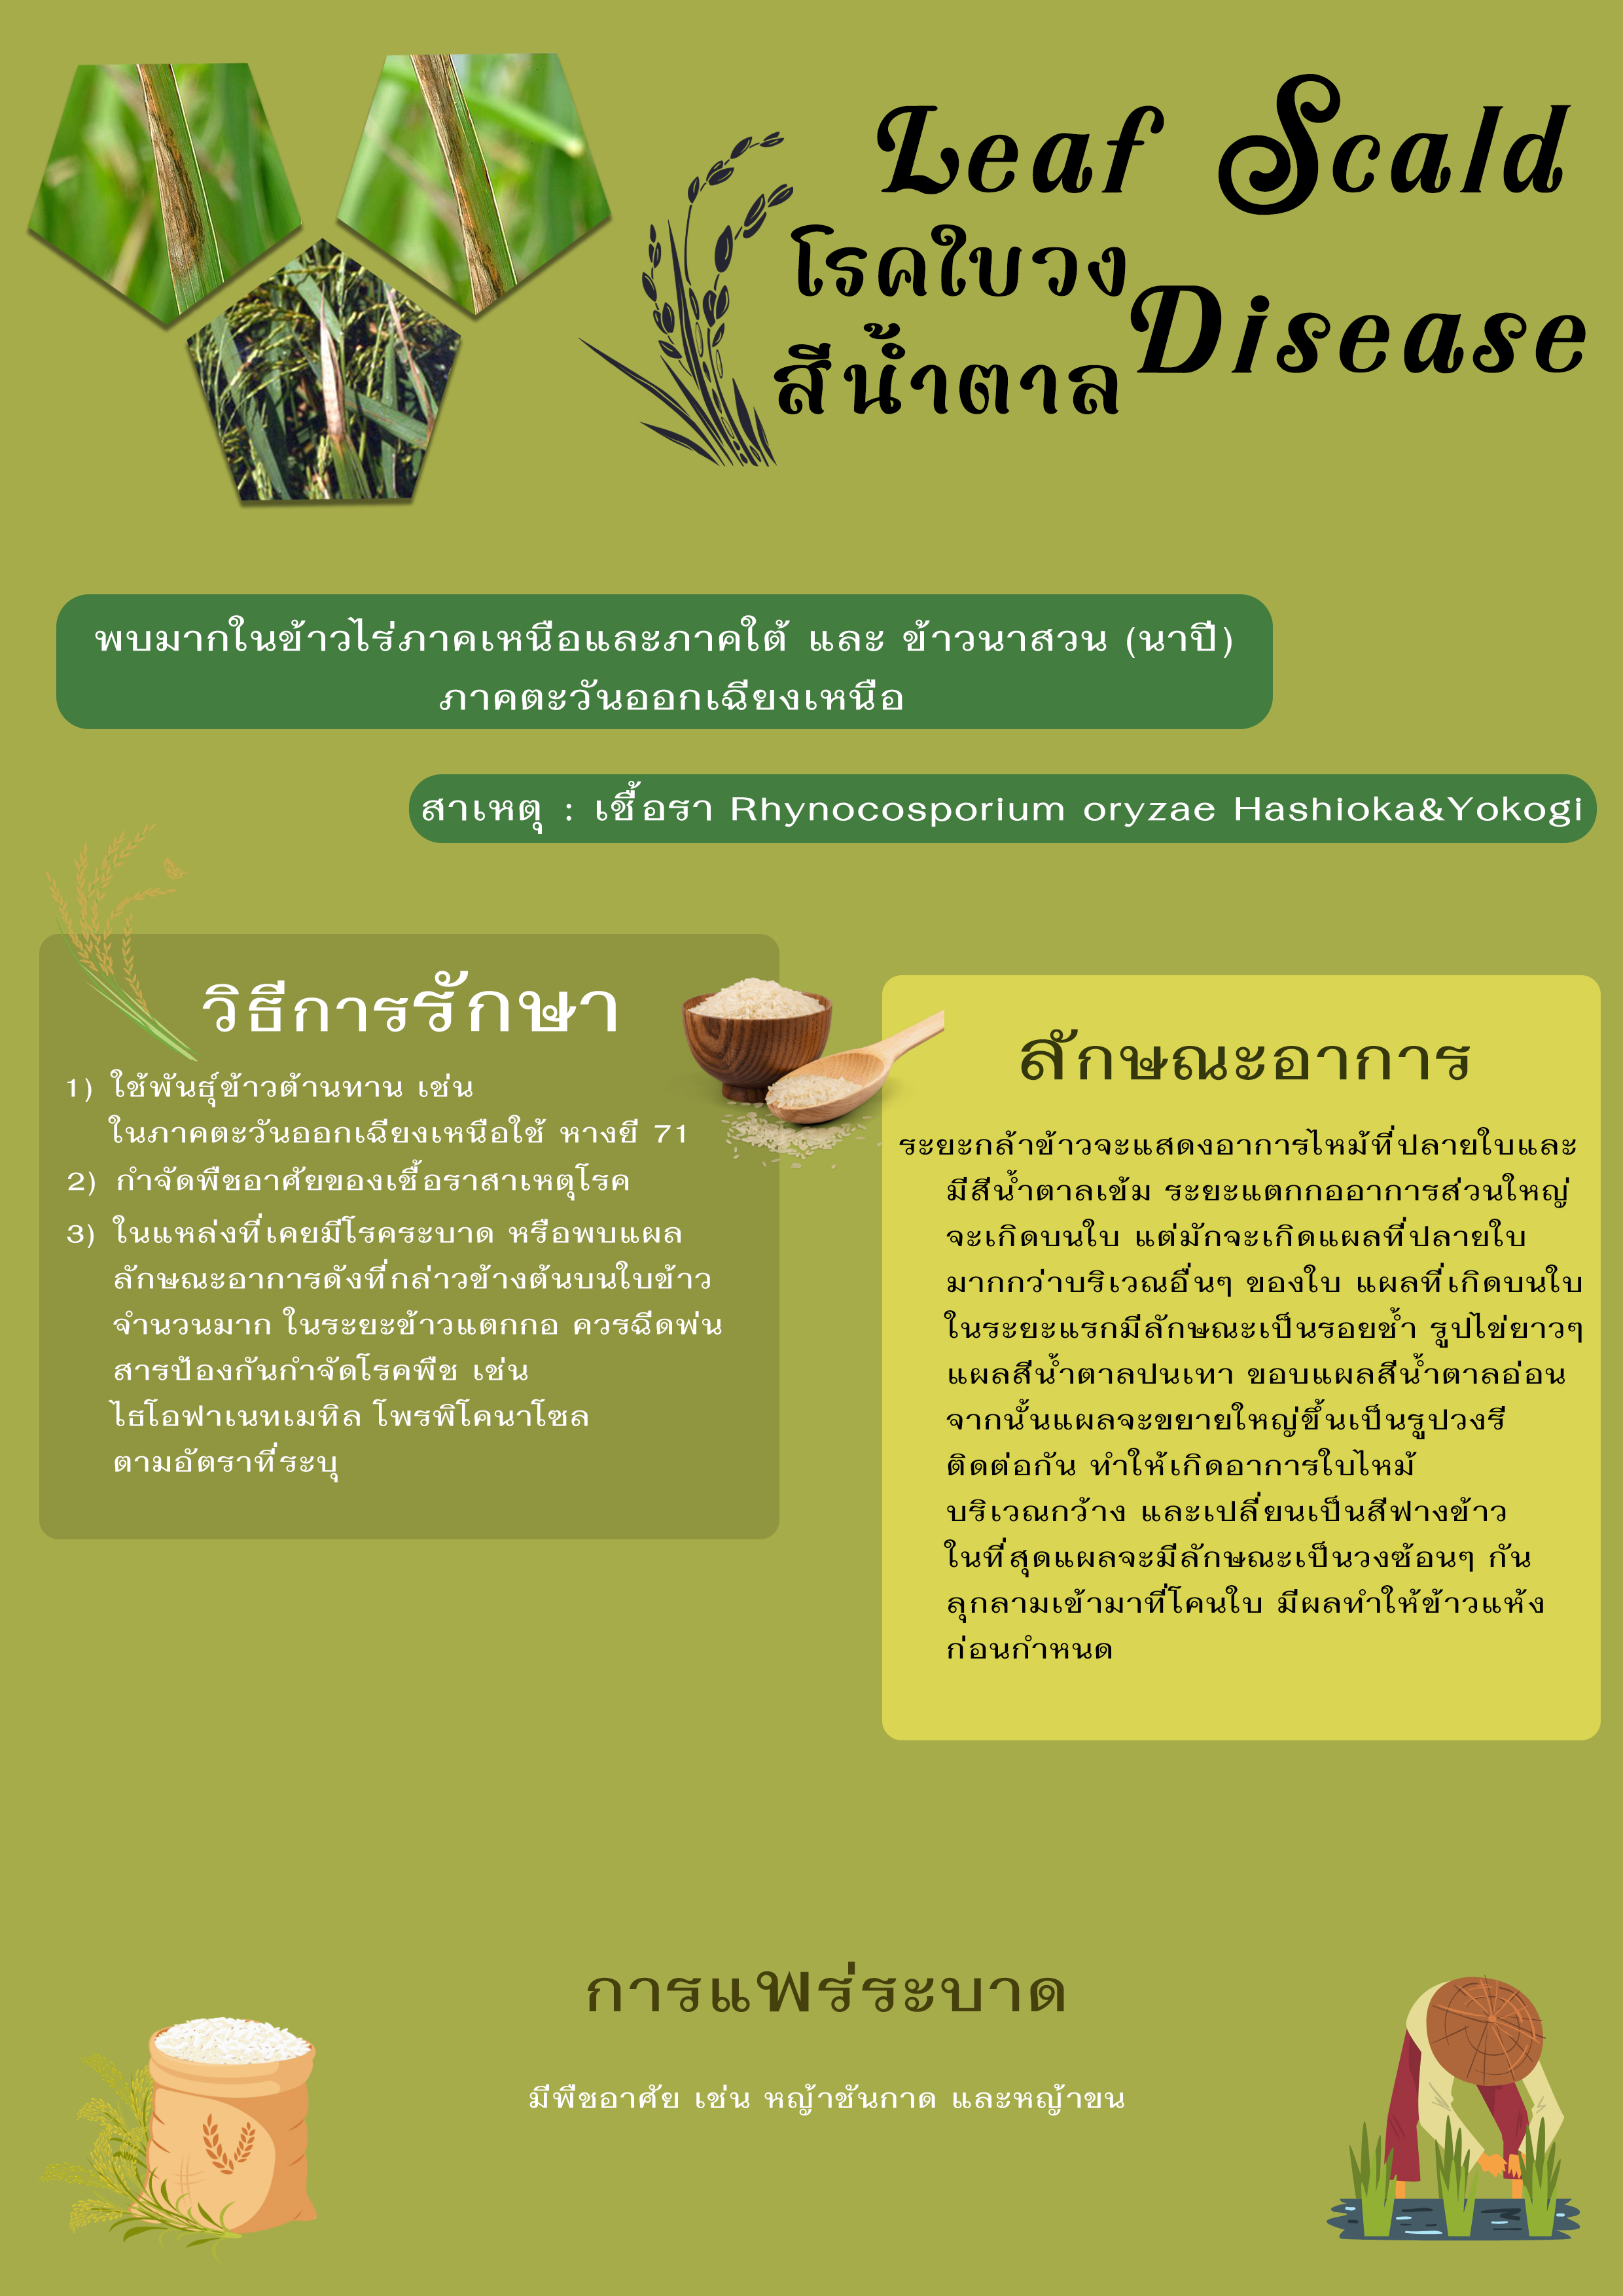 Leaf Scald
Disease
โรคใบวง
สีน้ำตาล
พบมากในข้าวไร่ภาคเหนือและภาคใต้ และ ข้าวนาสวน (นาปี)
ภาคตะวันออกเฉียงเหนือ
สาเหตุ : เชื้อรา Rhynocosporium oryzae Hashioka&Yokogi
วิธีการรักษา
1) ใช้พันธุ์ข้าวต้านทาน เช่น
ในภาคตะวันออกเฉียงเหนือใช้ หางยี 71
2) กำจัดพืชอาศัยของเชื้อราสาเหตุโรค
3) ในแหล่งที่เคยมีโรคระบาด หรือพบแผล
ลักษณะอาการดังที่กล่าวข้างต้นบนใบข้าว
จำนวนมาก ในระยะข้าวแตกกอ ควรฉีดพ่น
สารป้องกันกำจัดโรคพืช เช่น
ไธโอฟาเนทเมทิล โพรพิโคนาโซล
ตามอัตราที่ระบุ
ลักษณะอาการ
ระยะกล้าข้าวจะแสดงอาการไหม้ที่ปลายใบและ
มีสีน้ำตาลเข้ม ระยะแตกกออาการส่วนใหญ่
จะเกิดบนใบ แต่มักจะเกิดแผลที่ปลายใบ
มากกว่าบริเวณอื่นๆ ของใบ แผลที่เกิดบนใบ
ในระยะแรกมีลักษณะเป็นรอยช้ำ รูปไข่ยาวๆ
แผลสีน้ำตาลปนเทา ขอบแผลสีน้ำตาลอ่อน
จากนั้นแผลจะขยายใหญ่ขึ้นเป็นรูปวงรี
ติดต่อกัน ทำให้เกิดอาการใบไหม้
บริเวณกว้าง และเปลี่ยนเป็นสีฟางข้าว
ในที่สุดแผลจะมีลักษณะเป็นวงซ้อนๆ กัน
ลุกลามเข้ามาที่โคนใบ มีผลทำให้ข้าวแห้ง
ก่อนกำหนด
การแพร่ระบาด
มีพืชอาศัย เช่น หญ้าชันกาด และหญ้าขน